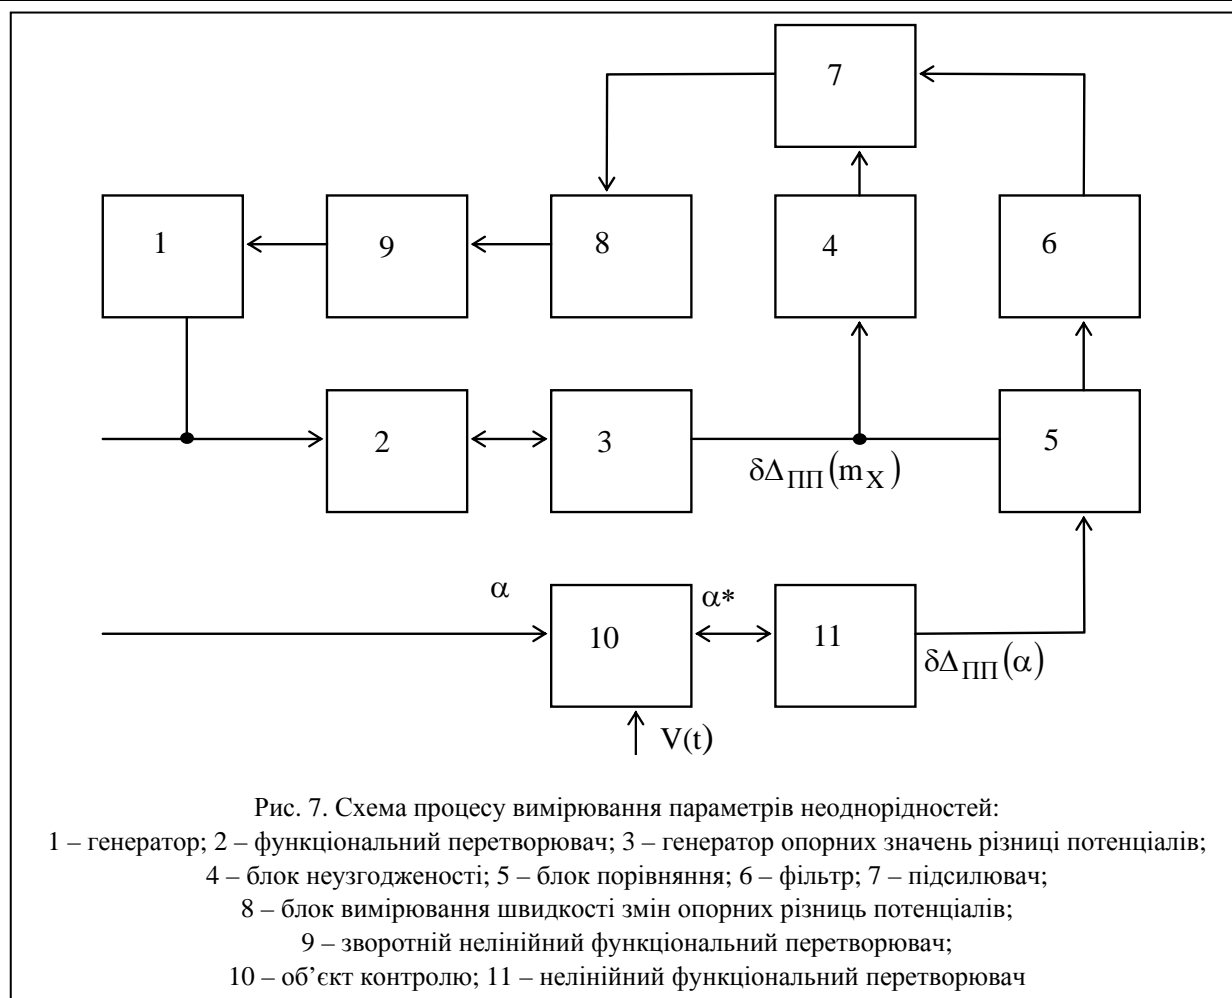 7
1
9
8
4
6
2
3
5
δΔПП(mX)
α
α*
10
11
δΔПП(α)
V(t)
Рис. 7. Схема процесу вимірювання параметрів неоднорідностей:
1 – генератор; 2 – функціональний перетворювач; 3 – генератор опорних значень різниці потенціалів;
4 – блок неузгодженості; 5 – блок порівняння; 6 – фільтр; 7 – підсилювач;
8 – блок вимірювання швидкості змін опорних різниць потенціалів;
9 – зворотній нелінійний функціональний перетворювач;
10 – об’єкт контролю; 11 – нелінійний функціональний перетворювач